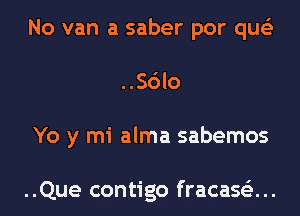 No van a saber por qué
..Sólo
Yo y mi alma sabemos
..Que contigo fracasé...